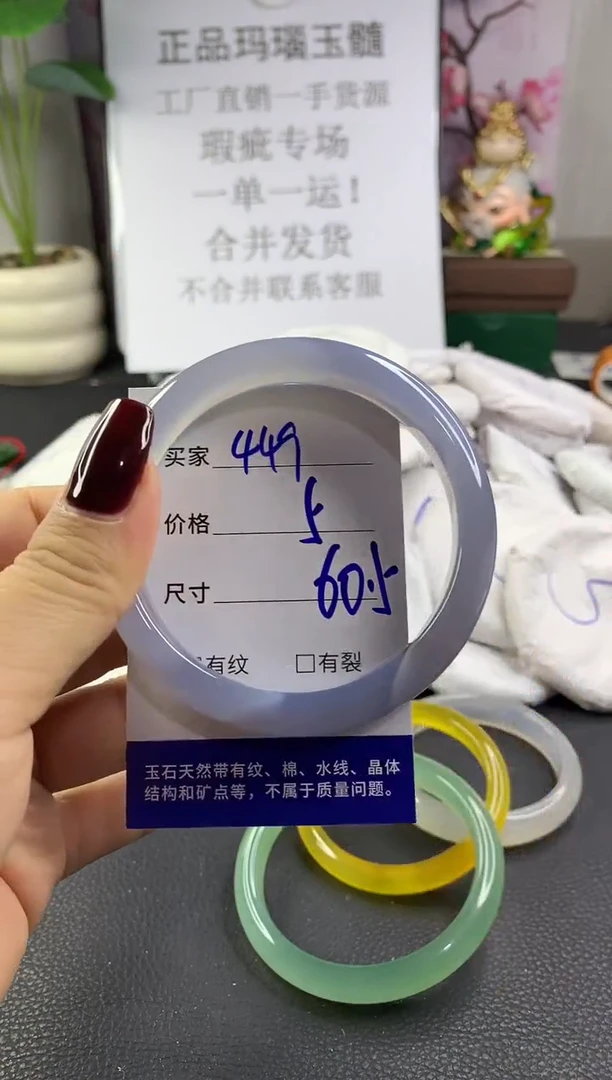 正品玛瑙玉髓
工厂直销一手货源
瑕疵专场
一单一运!
合并发货
不合并联系客服
买家 449
价格
尺寸 60
有纹 □有裂
玉石天然带有纹、棉、水线、晶体
结构和矿点等，不属于质量问题。